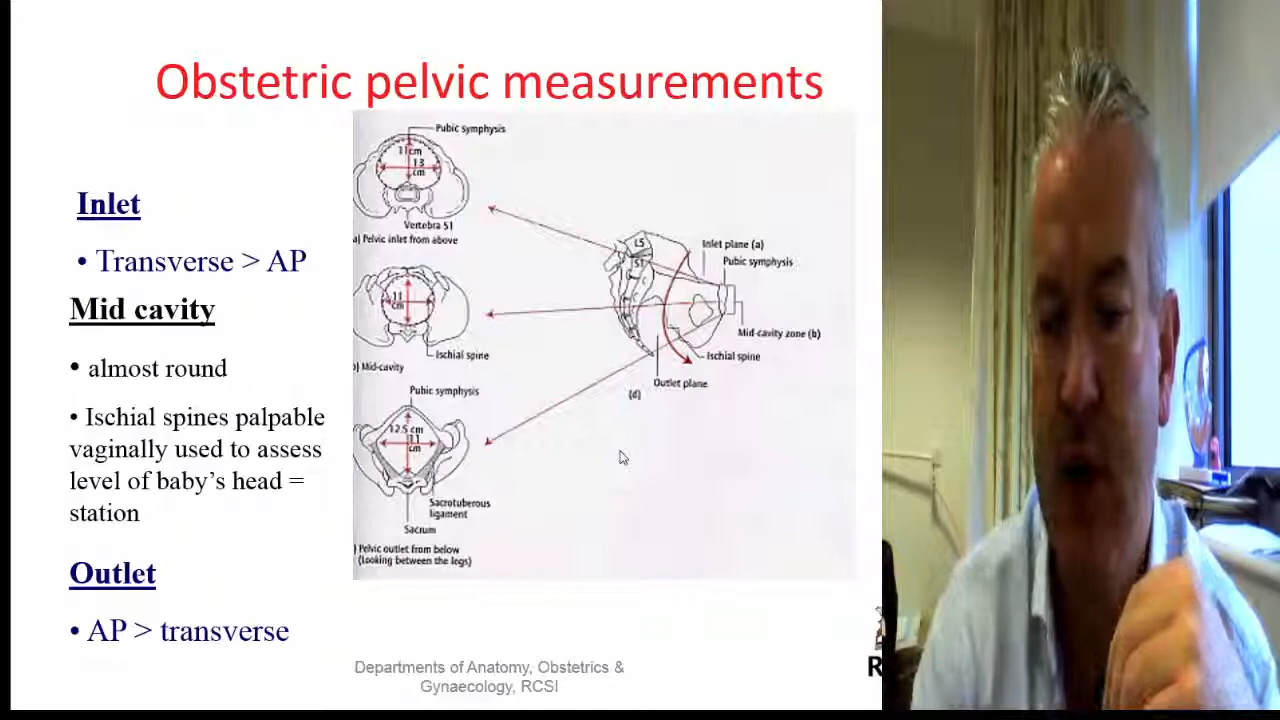 Obstetric pelvic measurements
Inlet
• Transverse > AP
Mid cavity
• almost round
• Ischial spines palpable
vaginally used to assess
level of baby's head =
station
Outlet
• AP > transverse
Pubic symphysis
11cm
13
cm
Vertebra S1
a) Pelvic inlet from above
11
cm
Ischial spine
) Mid-cavity
Pubic symphysis
12.5 cm
11
cm
Sacrotuberous
ligament
Sacrum
) Pelvic outlet from below
(Looking between the legs)
L5
S1
Inlet plane (a)
Pubic symphysis
Mid-cavity zone (b)
Ischial spine
Outlet plane
(d)
Departments of Anatomy, Obstetrics &
Gynaecology, RCSI
R